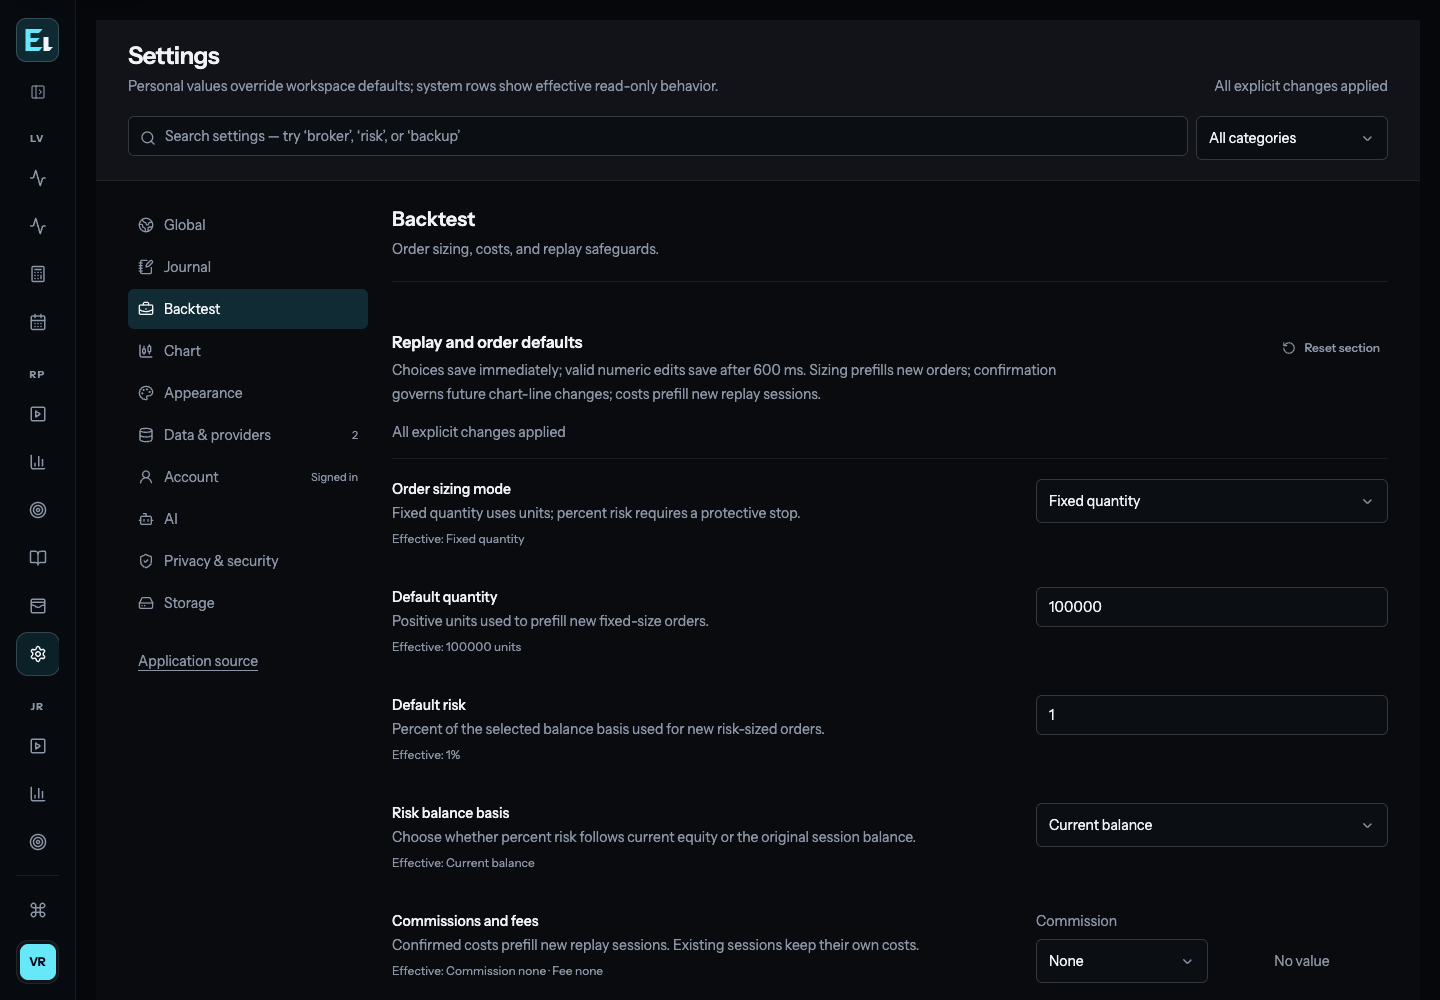 EL
Settings
Personal values override workspace defaults; system rows show effective read-only behavior.
All explicit changes applied
Search settings — try ‘broker’, ‘risk’, or ‘backup’
All categories
LV
RP
JR
VR
Global
Journal
Backtest
Chart
Appearance
Data & providers
2
Account
Signed in
AI
Privacy & security
Storage
Application source
Backtest
Order sizing, costs, and replay safeguards.
Replay and order defaults
Reset section
Choices save immediately; valid numeric edits save after 600 ms. Sizing prefills new orders; confirmation
governs future chart-line changes; costs prefill new replay sessions.
All explicit changes applied
Order sizing mode
Fixed quantity uses units; percent risk requires a protective stop.
Effective: Fixed quantity
Fixed quantity
Default quantity
Positive units used to prefill new fixed-size orders.
Effective: 100000 units
100000
Default risk
Percent of the selected balance basis used for new risk-sized orders.
Effective: 1%
1
Risk balance basis
Choose whether percent risk follows current equity or the original session balance.
Effective: Current balance
Current balance
Commissions and fees
Confirmed costs prefill new replay sessions. Existing sessions keep their own costs.
Effective: Commission none · Fee none
Commission
None
No value